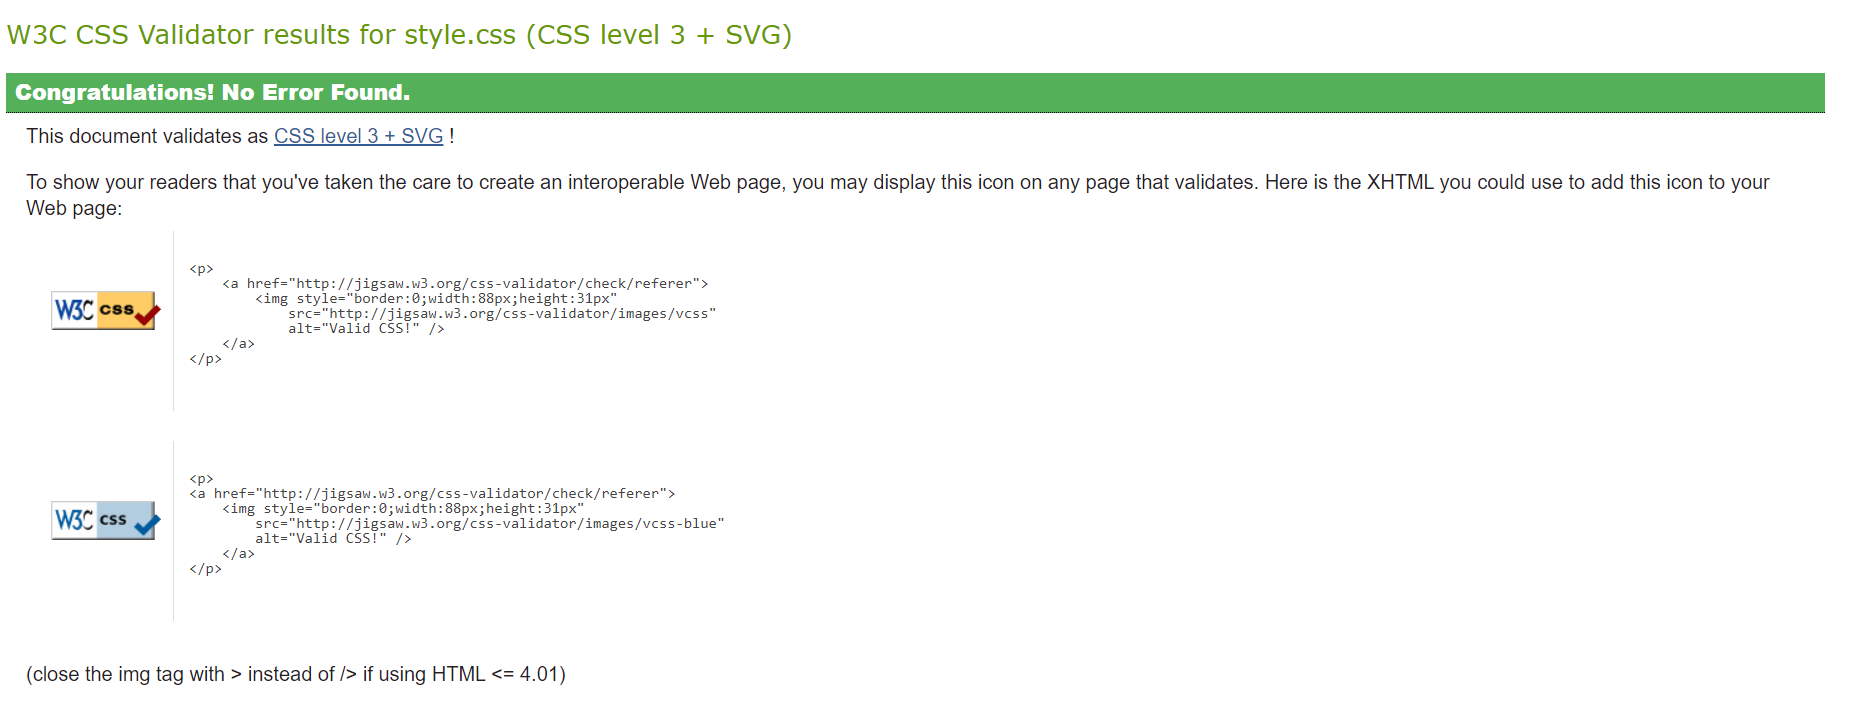 W3C CSS Validator results for style.css (CSS level 3 + SVG)
Congratulations! No Error Found.
This document validates as CSS level 3 + SVG !
To show your readers that you've taken the care to create an interoperable Web page, you may display this icon on any page that validates. Here is the XHTML you could use to add this icon to your
Web page:
<p>
    <a href="http://jigsaw.w3.org/css-validator/check/referer">
        <img style="border:0;width:88px;height:31px"
W3C css
            src="http://jigsaw.w3.org/css-validator/images/vcss"
            alt="Valid CSS!" />
    </a>
</p>
<p>
<a href="http://jigsaw.w3.org/css-validator/check/referer">
    <img style="border:0;width:88px;height:31px"
W3C css
        src="http://jigsaw.w3.org/css-validator/images/vcss-blue"
        alt="Valid CSS!" />
    </a>
</p>
(close the img tag with > instead of /> if using HTML <= 4.01)